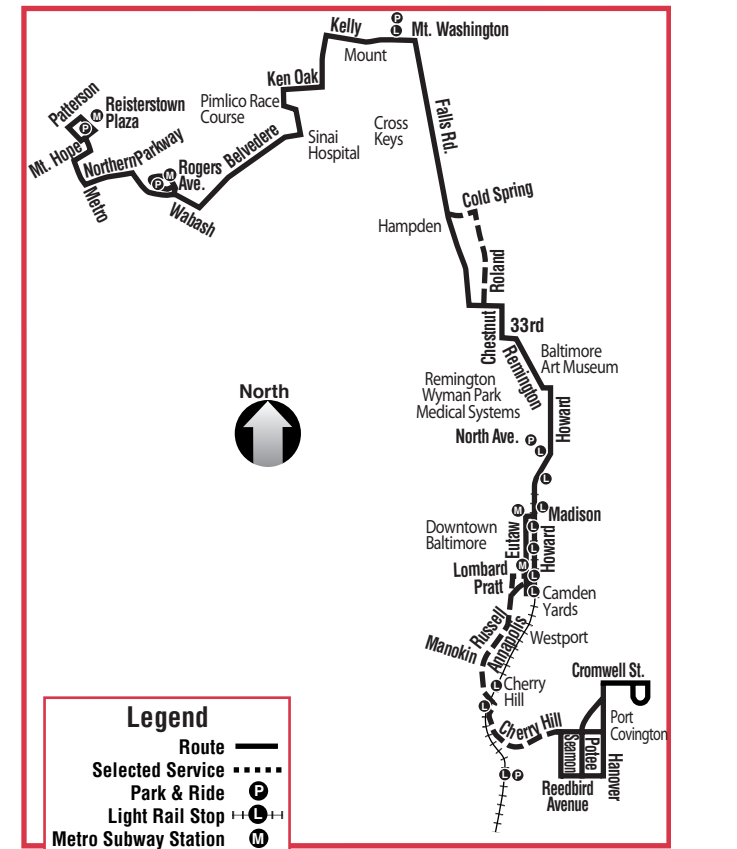 Kelly
P
L
Mt. Washington
Mount
Ken Oak
Patterson
M
P
Reisterstown
Plaza
Pimlico Race
Course
Falls Rd.
Cross
Keys
Sinai
Hospital
Belvedere
Mt. Hope
Northern Parkway
M
P
Rogers
Ave.
Metro
Wabash
Cold Spring
Hampden
Roland
Chestnut
33rd
Remington
Baltimore
Art Museum
Remington
Wyman Park
Medical Systems
Howard
North
North Ave.
P
L
L
M
L
Madison
Downtown
Baltimore
Eutaw
L
L
Howard
Lombard
M
L
Pratt
L
Camden
Yards
Russell
Annapolis
Manokin
Westport
L
Cherry
Hill
L
Cromwell St.
Cherry Hill
Port
Covington
Seamon
Potee
Hanover
L
P
Reedbird
Avenue
Legend
Route
Selected Service
Park & Ride P
Light Rail Stop L
Metro Subway Station M